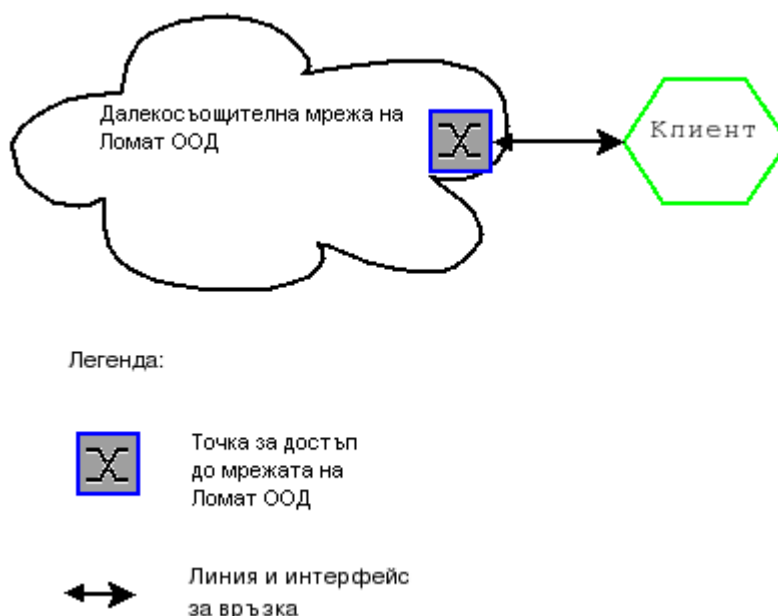 Далекосъощителна мрежа на
Ломат ООД
Клиент
Легенда:
Точка за достъп
до мрежата на
Ломат ООД
Линия и интерфейс
за връзка